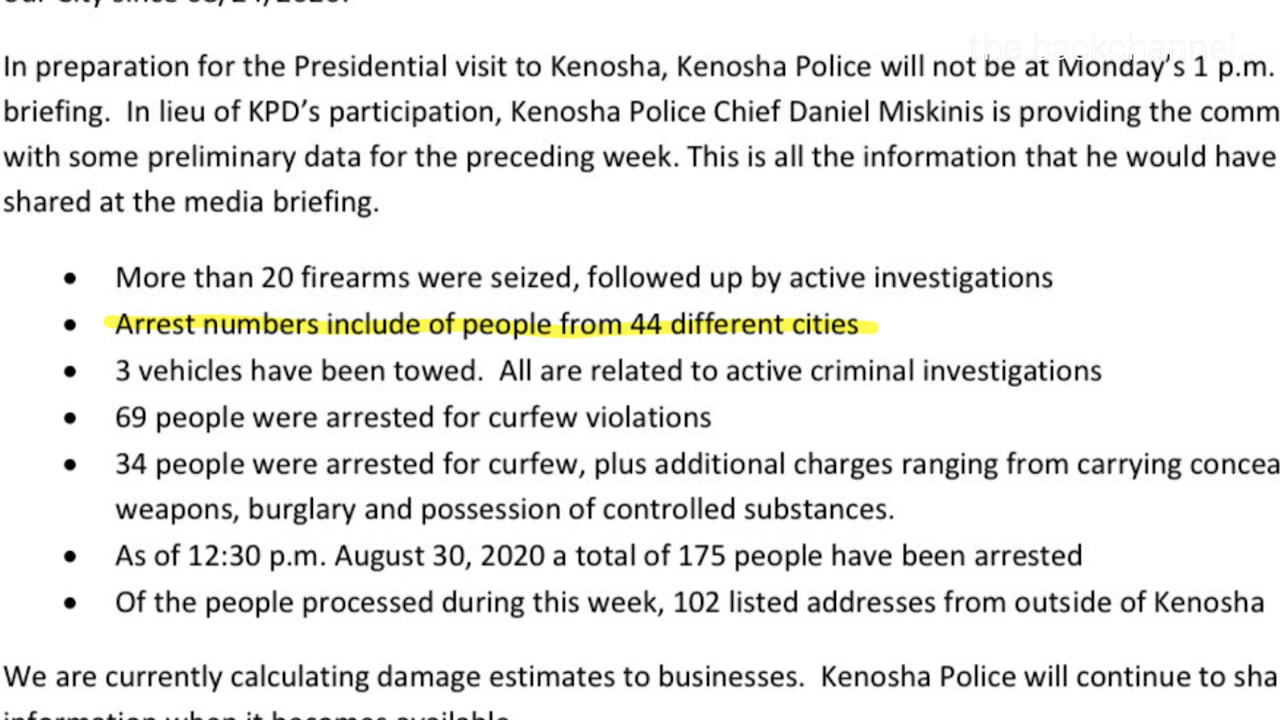 the backchannel
In preparation for the Presidential visit to Kenosha, Kenosha Police will not be at Monday's 1 p.m.
briefing.  In lieu of KPD's participation, Kenosha Police Chief Daniel Miskinis is providing the comm
with some preliminary data for the preceding week. This is all the information that he would have
shared at the media briefing.
• More than 20 firearms were seized, followed up by active investigations
• Arrest numbers include of people from 44 different cities
• 3 vehicles have been towed.  All are related to active criminal investigations
• 69 people were arrested for curfew violations
• 34 people were arrested for curfew, plus additional charges ranging from carrying concea
weapons, burglary and possession of controlled substances.
• As of 12:30 p.m. August 30, 2020 a total of 175 people have been arrested
• Of the people processed during this week, 102 listed addresses from outside of Kenosha
We are currently calculating damage estimates to businesses.  Kenosha Police will continue to sha
information when it becomes available.